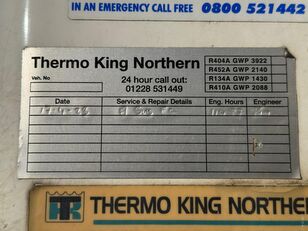 IN AN EMERGENCY CALL FREE 0800 521442
Thermo King Northern
Veh. No.
24 hour call out:
01228 531449
R404A GWP 3922
R452A GWP 2140
R134A GWP 1430
R410A GWP 2088
Date Service & Repair Details Eng. Hours Engineer
THERMO KING NORTHER